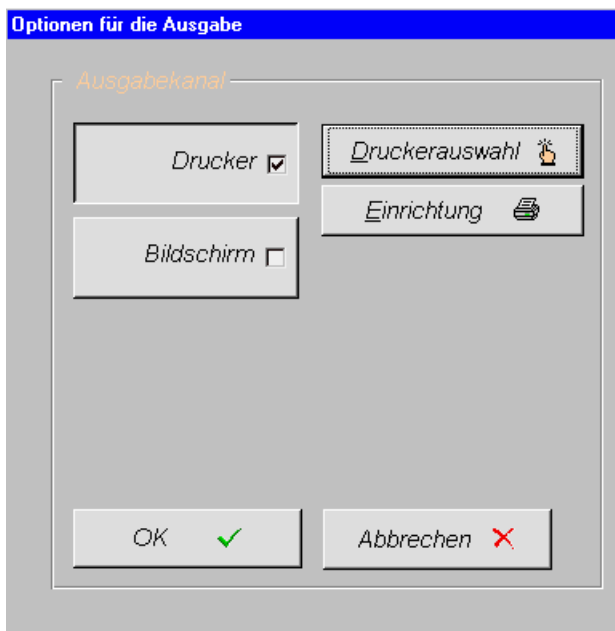 Optionen für die Ausgabe
Ausgabekanal
Drucker
Druckerauswahl
Einrichtung
Bildschirm
OK
Abbrechen